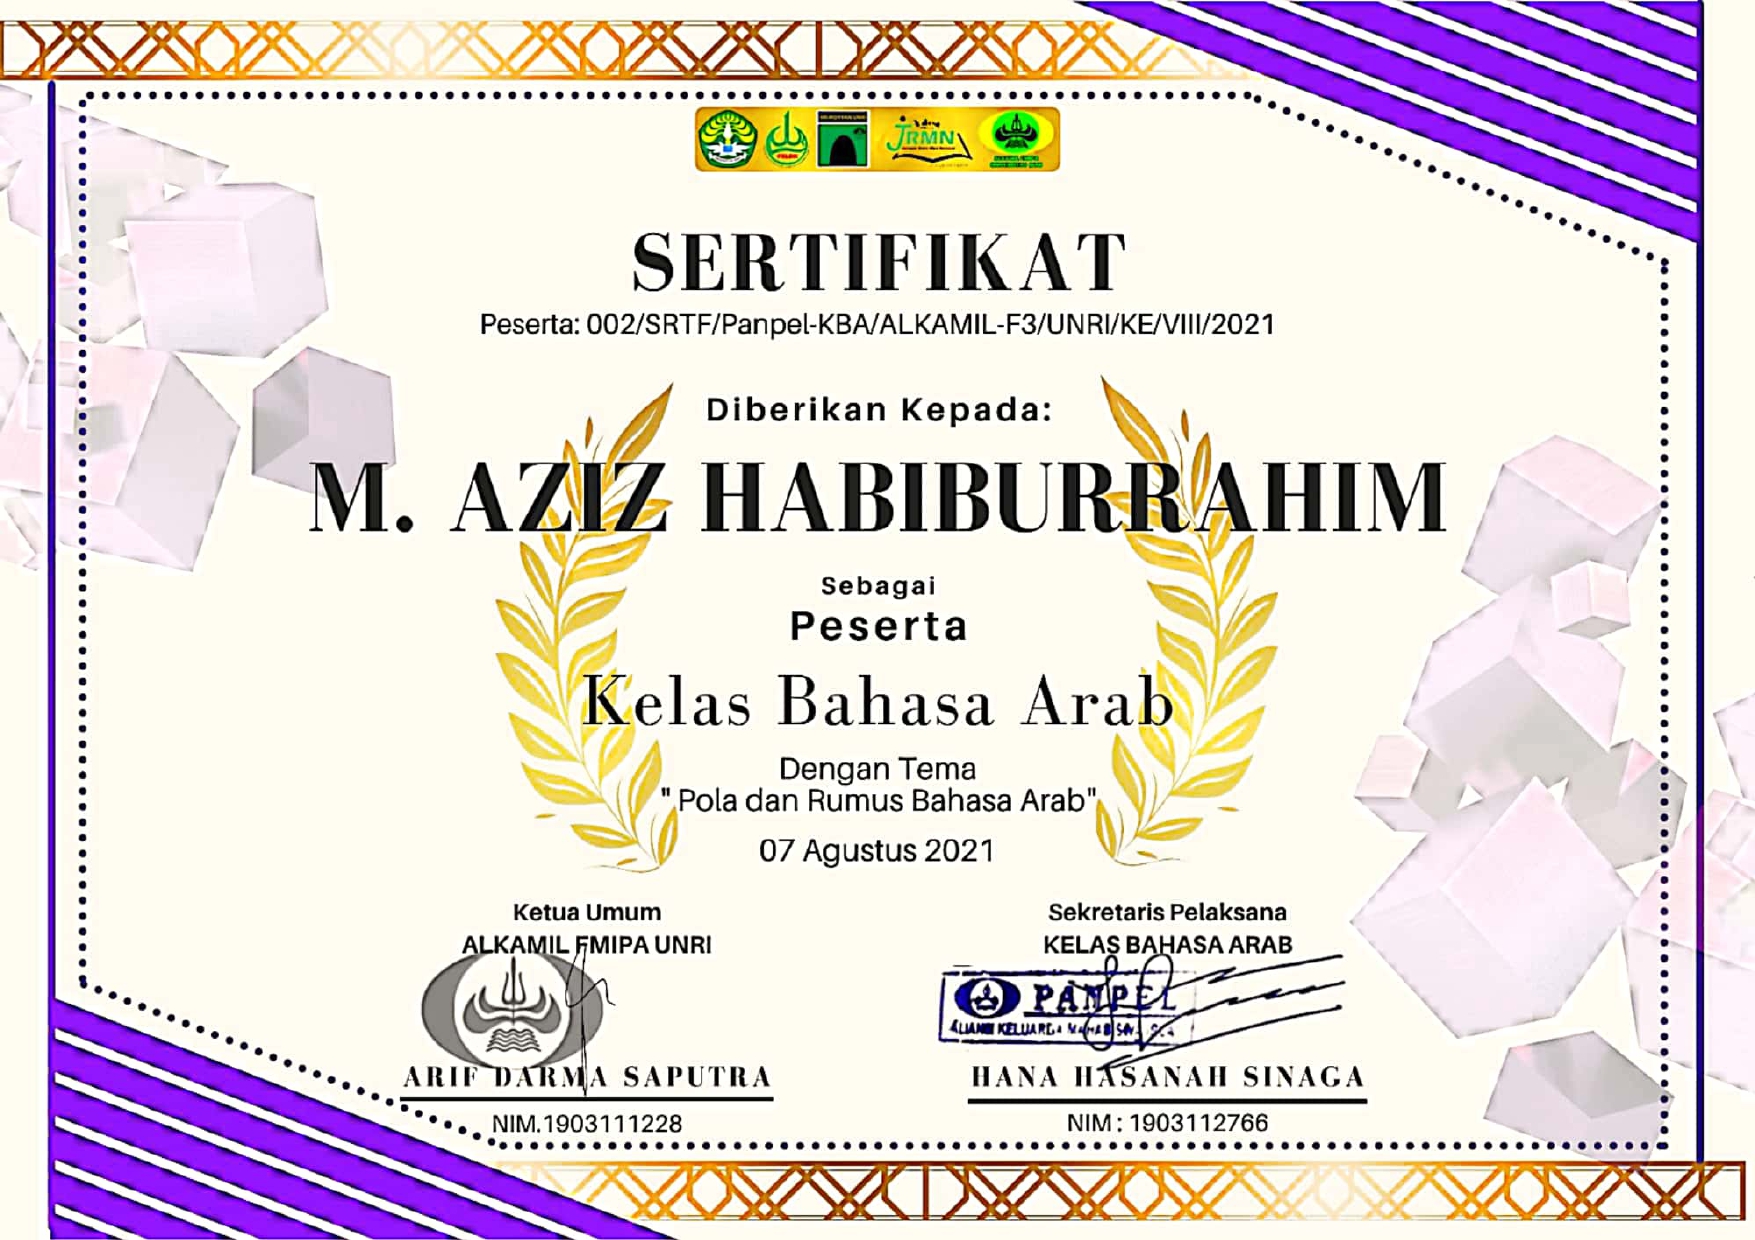 JRMN
SERTIFIKAT
Peserta: 002/SRTF/Panpel-KBA/ALKAMIL-F3/UNRI/KE/VIII/2021
Diberikan Kepada:
M. AZIZ HABIBURRAHIM
Sebagai
Peserta
Kelas Bahasa Arab
Dengan Tema
" Pola dan Rumus Bahasa Arab"
07 Agustus 2021
Ketua Umum
ALKAMIL FMIPA UNRI
ARIF DARMA SAPUTRA
NIM.1903111228
Sekretaris Pelaksana
KELAS BAHASA ARAB
PANPEL
HANA HASANAH SINAGA
NIM : 1903112766